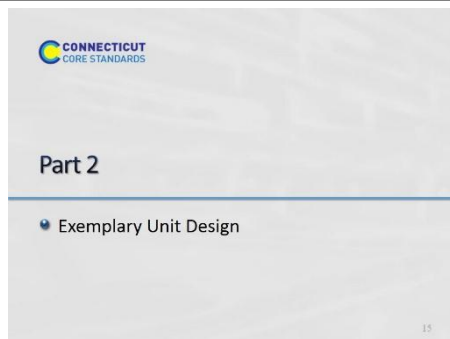 CONNECTICUT
CORE STANDARDS
Part 2
Exemplary Unit Design
15